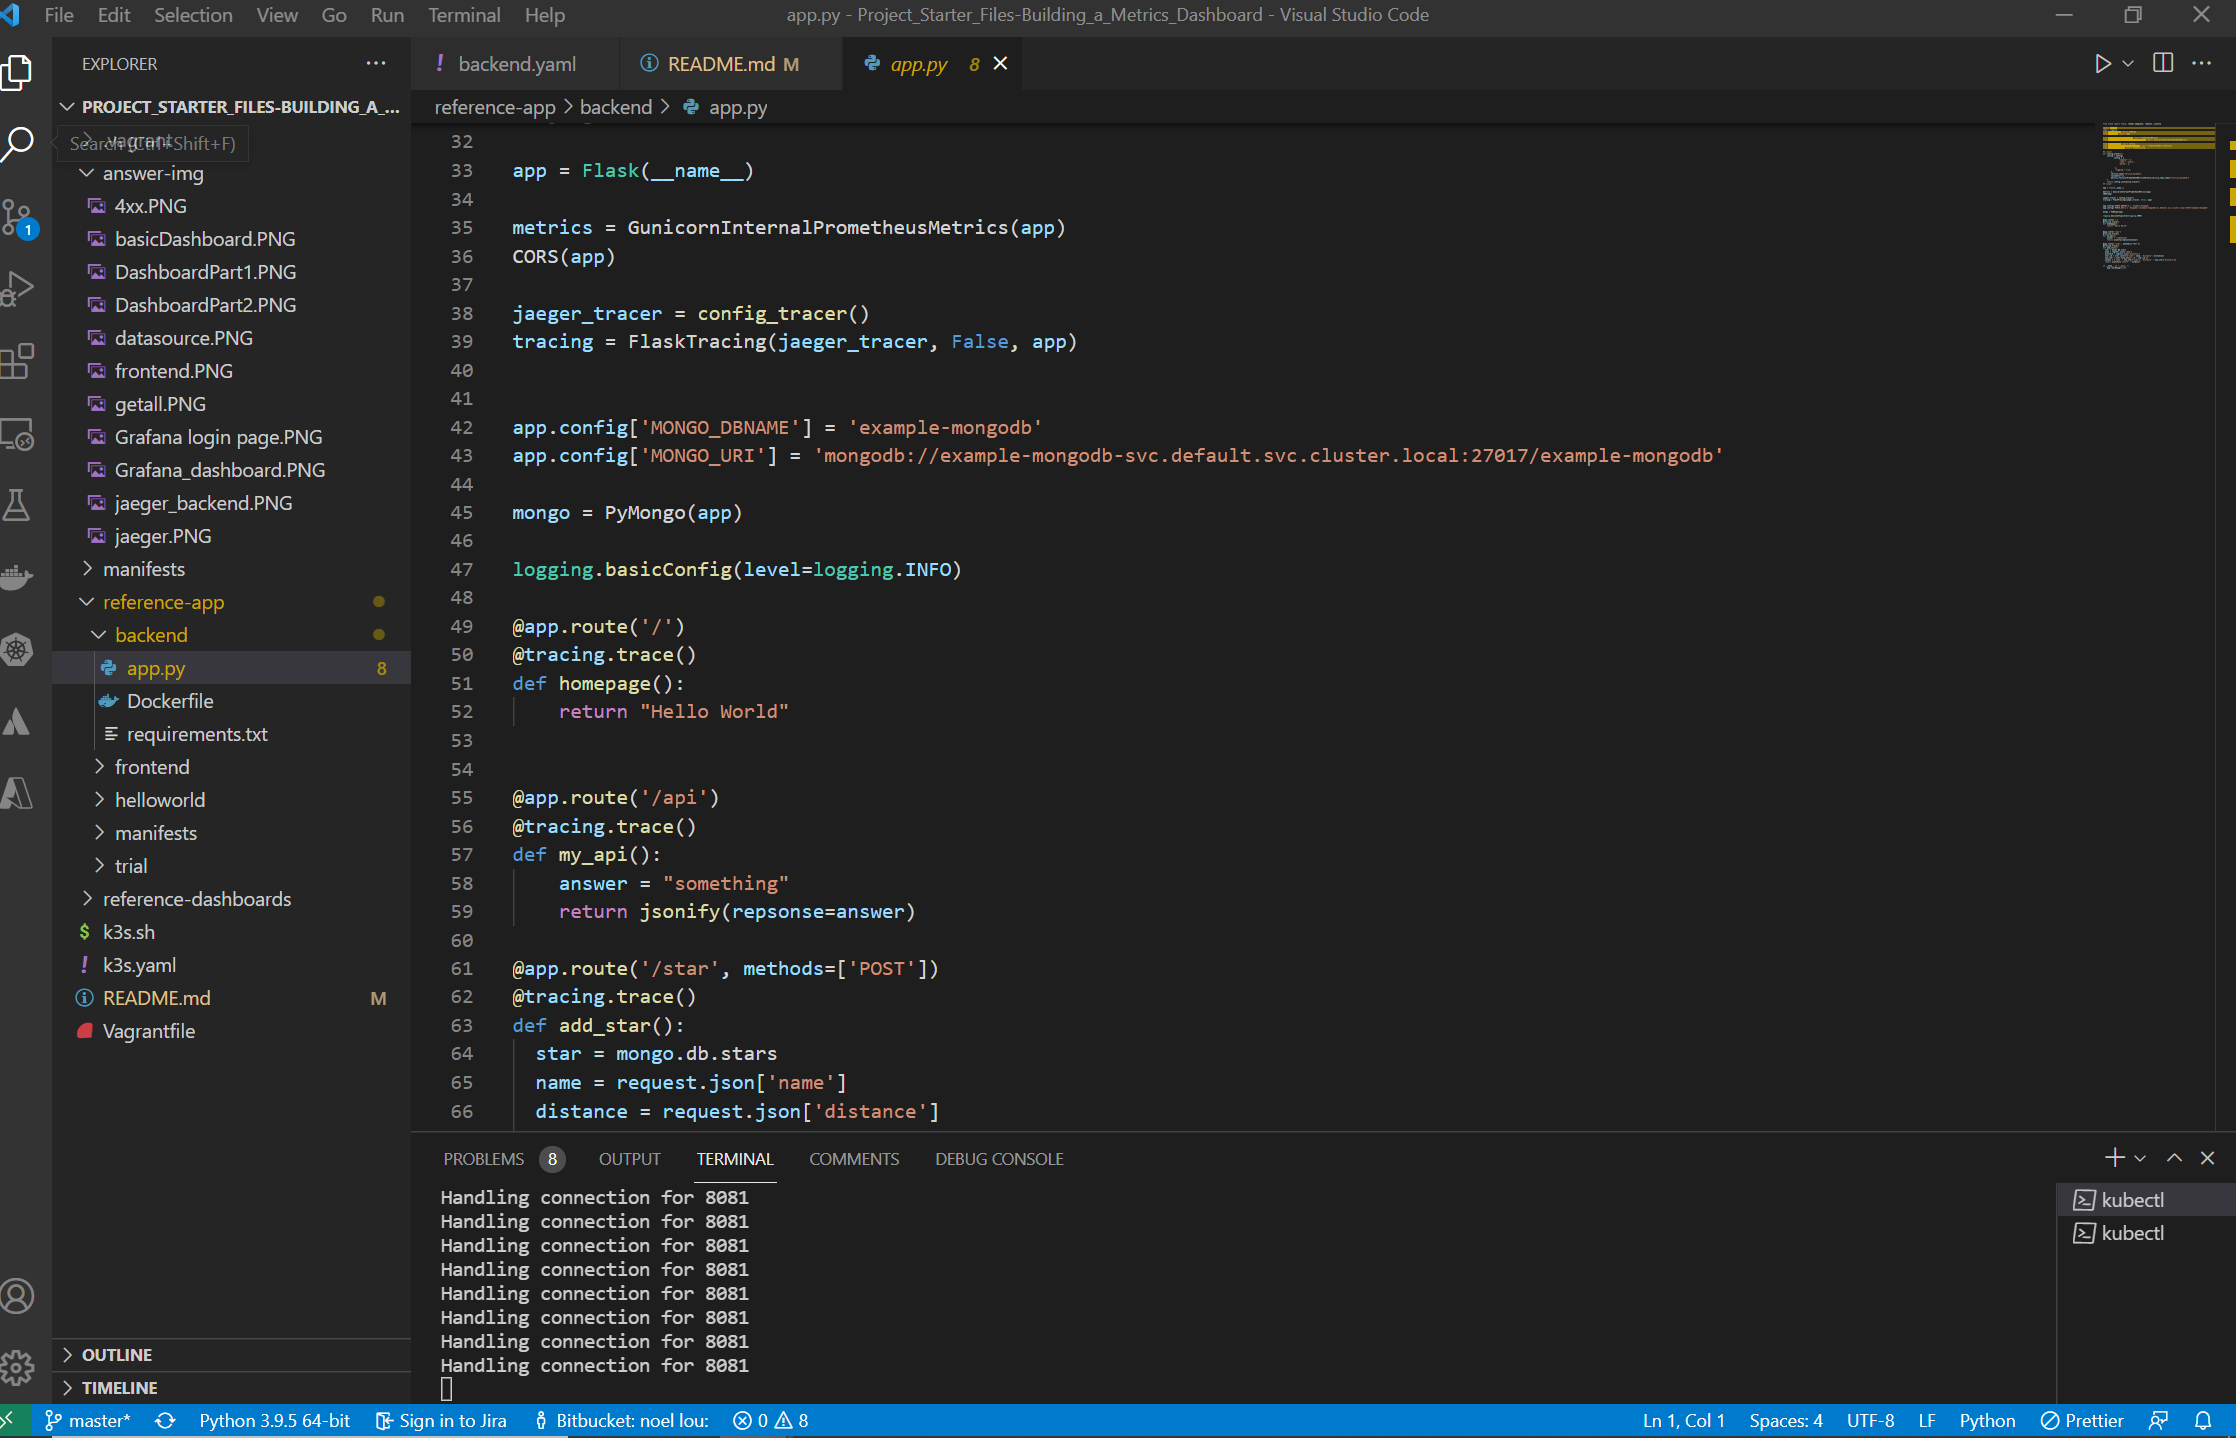 File Edit Selection View Go Run Terminal Help
app.py - Project_Starter_Files-Building_a_Metrics_Dashboard - Visual Studio Code
EXPLORER
PROJECT_STARTER_FILES-BUILDING_A_...
Search (Ctrl+Shift+F)
.vagrant
answer-img
4xx.PNG
basicDashboard.PNG
DashboardPart1.PNG
DashboardPart2.PNG
datasource.PNG
frontend.PNG
getall.PNG
Grafana login page.PNG
Grafana_dashboard.PNG
jaeger_backend.PNG
jaeger.PNG
manifests
reference-app
backend
app.py 8
Dockerfile
requirements.txt
frontend
helloworld
manifests
trial
reference-dashboards
$ k3s.sh
! k3s.yaml
README.md M
Vagrantfile
OUTLINE
TIMELINE
1
! backend.yaml
README.md M
app.py 8
reference-app > backend > app.py
32
33 app = Flask(__name__)
34
35 metrics = GunicornInternalPrometheusMetrics(app)
36 CORS(app)
37
38 jaeger_tracer = config_tracer()
39 tracing = FlaskTracing(jaeger_tracer, False, app)
40
41
42 app.config['MONGO_DBNAME'] = 'example-mongodb'
43 app.config['MONGO_URI'] = 'mongodb://example-mongodb-svc.default.svc.cluster.local:27017/example-mongodb'
44
45 mongo = PyMongo(app)
46
47 logging.basicConfig(level=logging.INFO)
48
49 @app.route('/')
50 @tracing.trace()
51 def homepage():
52 return "Hello World"
53
54
55 @app.route('/api')
56 @tracing.trace()
57 def my_api():
58 answer = "something"
59 return jsonify(repsonse=answer)
60
61 @app.route('/star', methods=['POST'])
62 @tracing.trace()
63 def add_star():
64 star = mongo.db.stars
65 name = request.json['name']
66 distance = request.json['distance']
PROBLEMS 8 OUTPUT TERMINAL COMMENTS DEBUG CONSOLE
Handling connection for 8081
Handling connection for 8081
Handling connection for 8081
Handling connection for 8081
Handling connection for 8081
Handling connection for 8081
Handling connection for 8081
Handling connection for 8081
kubectl
kubectl
master* Python 3.9.5 64-bit Sign in to Jira Bitbucket: noel lou: 0 8 Ln 1, Col 1 Spaces: 4 UTF-8 LF Python Prettier